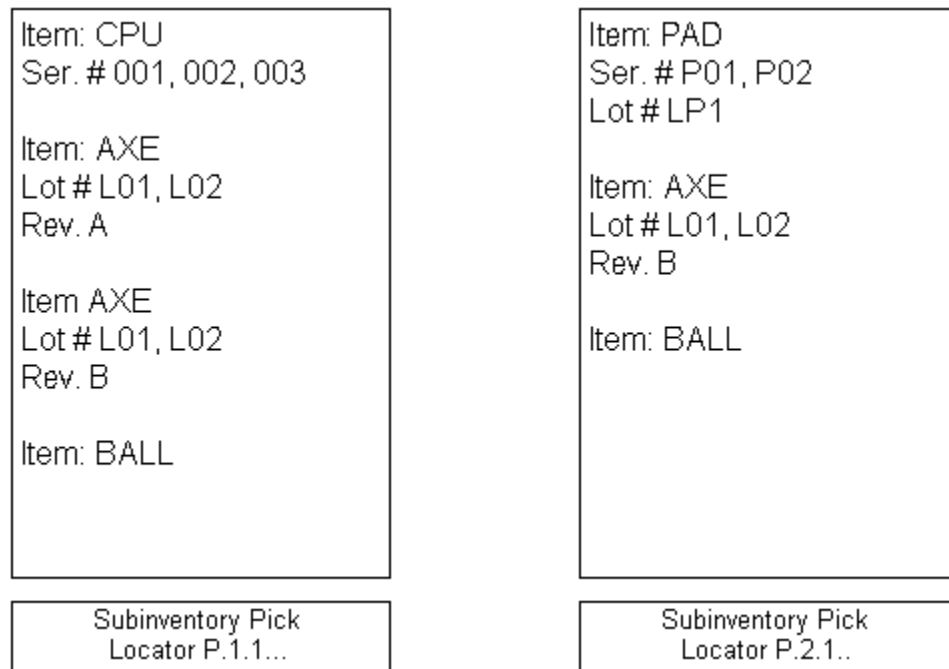 Item: CPU
Ser. # 001, 002, 003
Item: AXE
Lot # L01, L02
Rev. A
Item AXE
Lot # L01, L02
Rev. B
Item: BALL
Subinventory Pick
Locator P.1.1...
Item: PAD
Ser. # P01, P02
Lot # LP1
Item: AXE
Lot # L01, L02
Rev. B
Item: BALL
Subinventory Pick
Locator P.2.1..